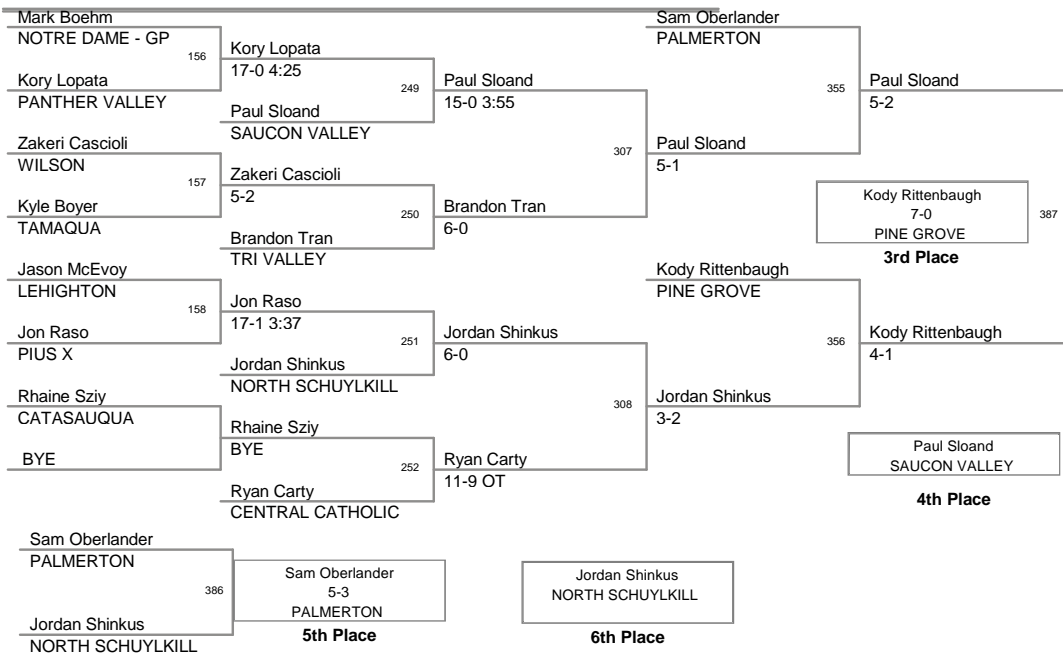 Mark Boehm
NOTRE DAME - GP
156
Kory Lopata
PANTHER VALLEY
Zakeri Cascioli
WILSON
157
Kyle Boyer
TAMAQUA
Jason McEvoy
LEHIGHTON
158
Jon Raso
PIUS X
Rhaine Sziy
CATASAUQUA
BYE
Kory Lopata
17-0 4:25
249
Paul Sloand
SAUCON VALLEY
Zakeri Cascioli
5-2
250
Brandon Tran
TRI VALLEY
Jon Raso
17-1 3:37
251
Jordan Shinkus
NORTH SCHUYLKILL
Rhaine Sziy
BYE
252
Ryan Carty
CENTRAL CATHOLIC
Paul Sloand
15-0 3:55
307
Brandon Tran
6-0
Jordan Shinkus
6-0
308
Ryan Carty
11-9 OT
Sam Oberlander
PALMERTON
355
Paul Sloand
5-1
Kody Rittenbaugh
PINE GROVE
356
Jordan Shinkus
3-2
Paul Sloand
5-2
Kody Rittenbaugh
7-0
PINE GROVE
387
3rd Place
Kody Rittenbaugh
4-1
Paul Sloand
SAUCON VALLEY
4th Place
Sam Oberlander
PALMERTON
386
Jordan Shinkus
NORTH SCHUYLKILL
Sam Oberlander
5-3
PALMERTON
5th Place
Jordan Shinkus
NORTH SCHUYLKILL
6th Place